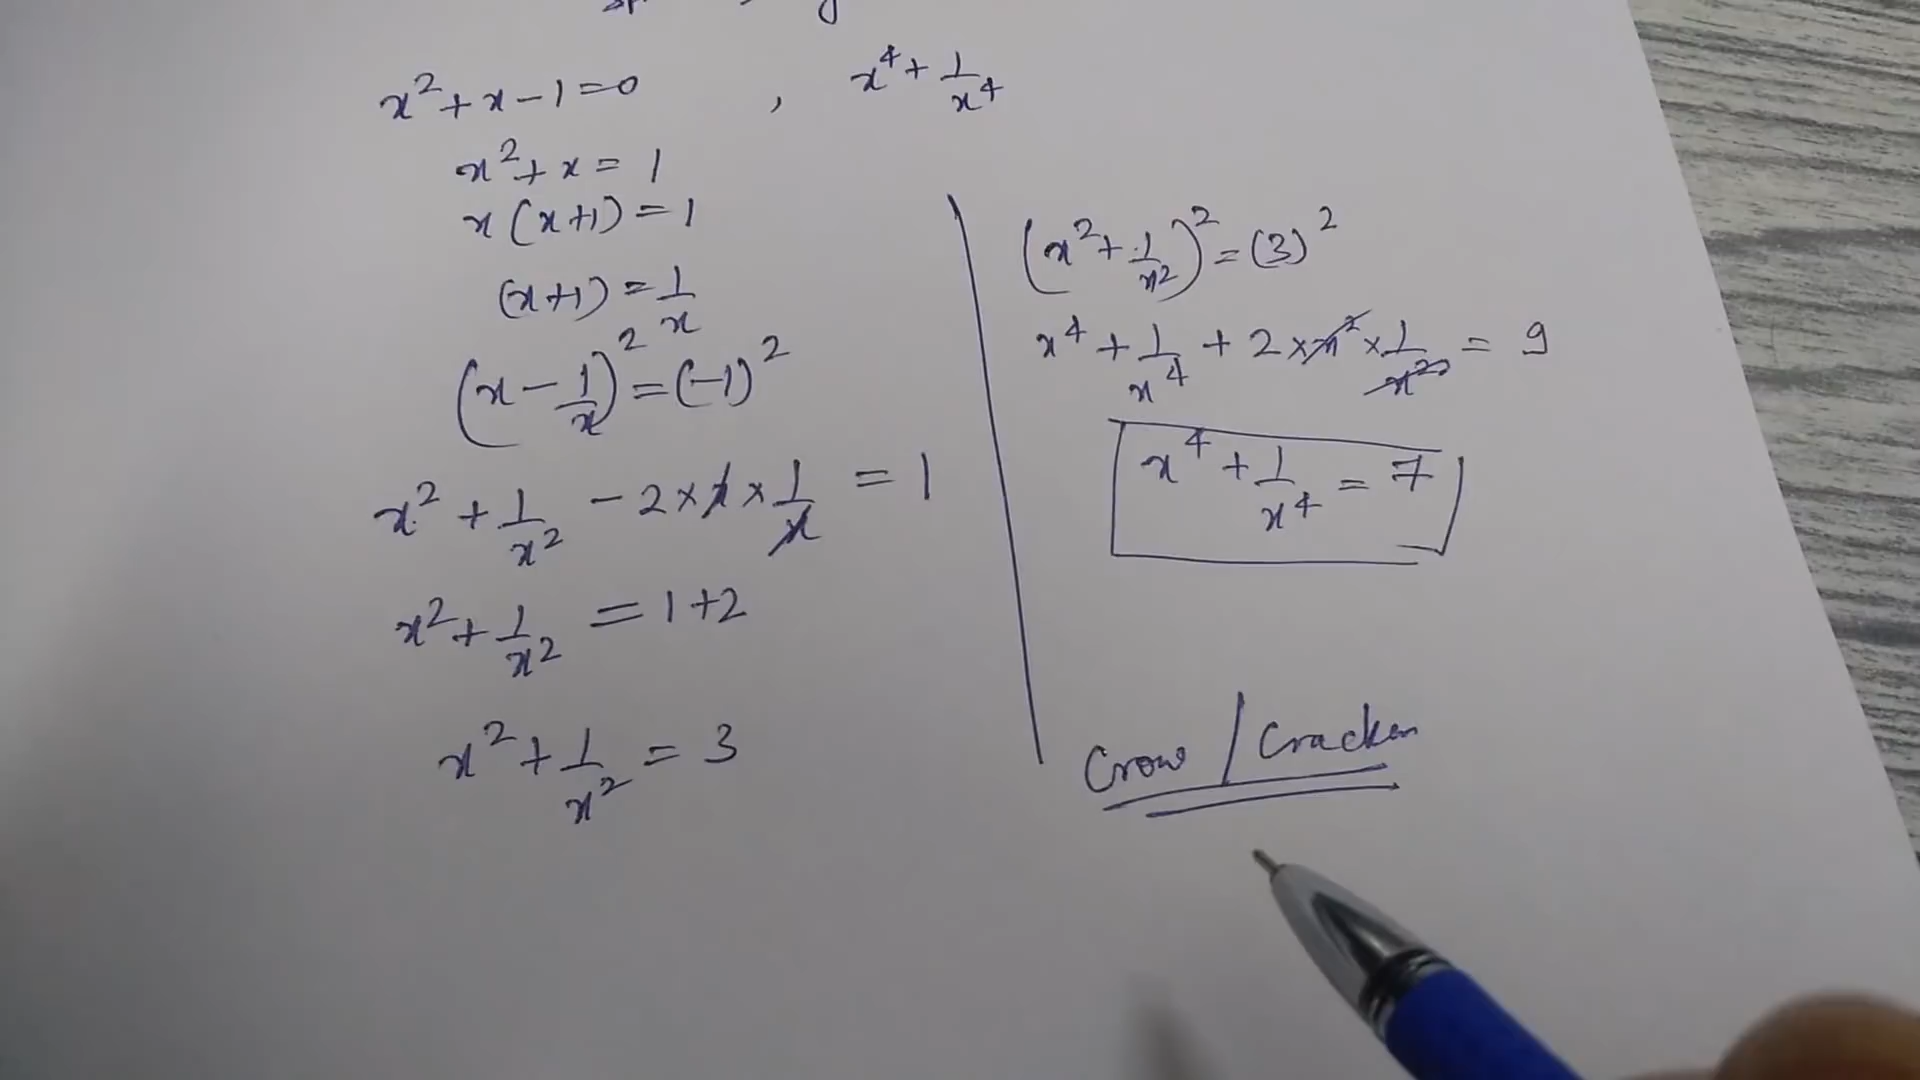 x² + x - 1 = 0 , x⁴ + 1/x⁴
x² + x = 1
x (x+1) = 1
(x+1) = 1/x
(x - 1/x)² = (-1)²
x² + 1/x² - 2 × x × 1/x = 1
x² + 1/x² = 1+2
x² + 1/x² = 3
(x² + 1/x²)² = (3)²
x⁴ + 1/x⁴ + 2 × x² × 1/x² = 9
x⁴ + 1/x⁴ = 7
Crow / Cracker